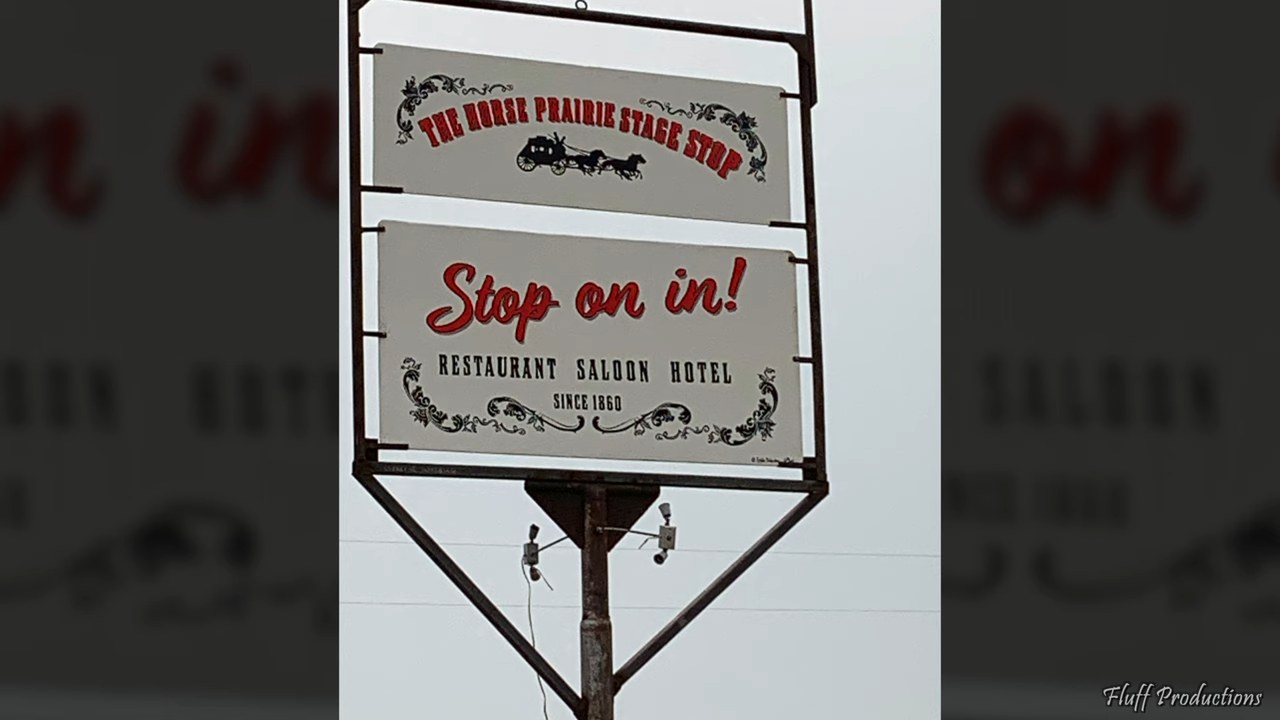 THE HORSE PRAIRIE STAGE STOP
Stop on in!
RESTAURANT SALOON HOTEL
SINCE 1860
Fluff Productions